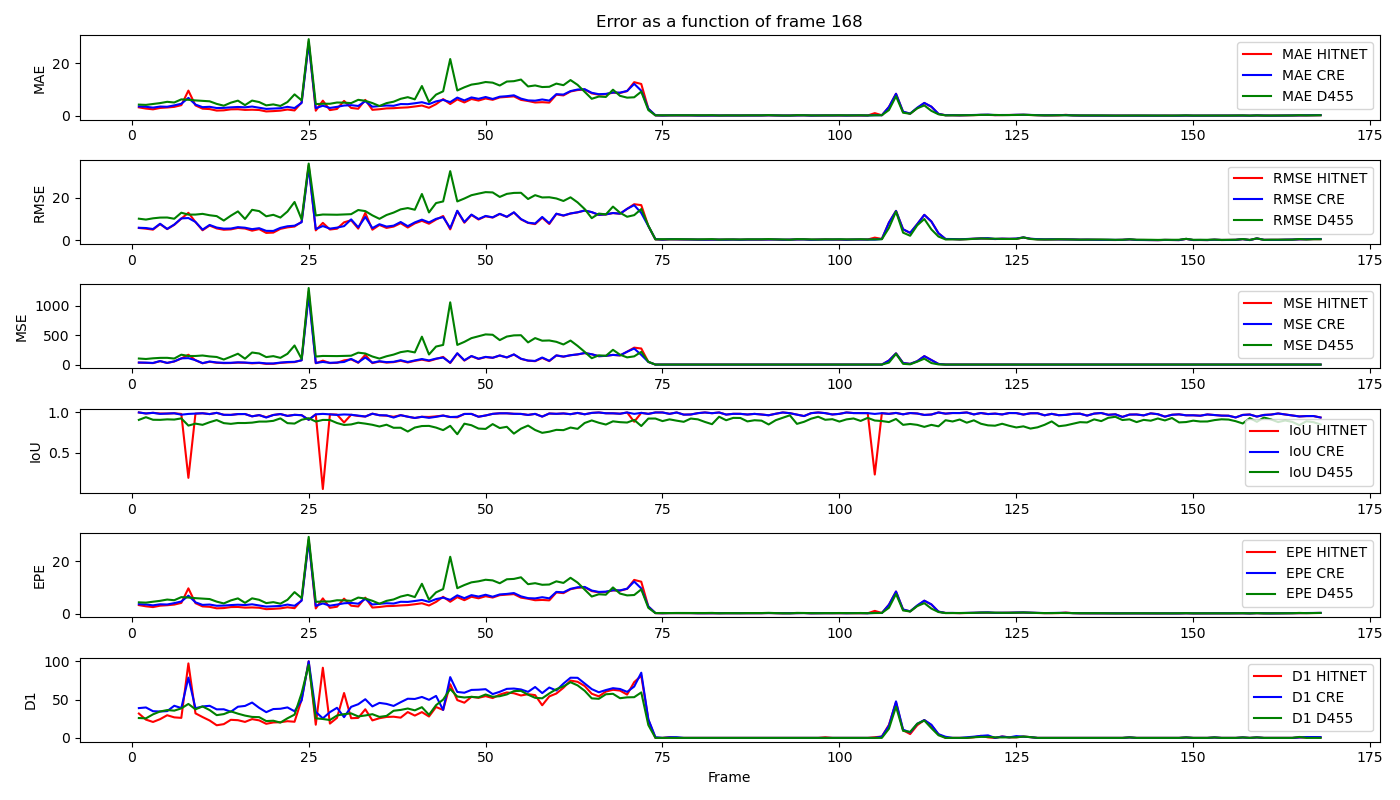 Error as a function of frame 168
MAE
20
0
MAE HITNET
MAE CRE
MAE D455
0 25 50 75 100 125 150 175
RMSE
20
0
RMSE HITNET
RMSE CRE
RMSE D455
0 25 50 75 100 125 150 175
MSE
1000
500
0
MSE HITNET
MSE CRE
MSE D455
0 25 50 75 100 125 150 175
IoU
1.0
0.5
IoU HITNET
IoU CRE
IoU D455
0 25 50 75 100 125 150 175
EPE
20
0
EPE HITNET
EPE CRE
EPE D455
0 25 50 75 100 125 150 175
D1
100
50
0
D1 HITNET
D1 CRE
D1 D455
0 25 50 75 100 125 150 175
Frame